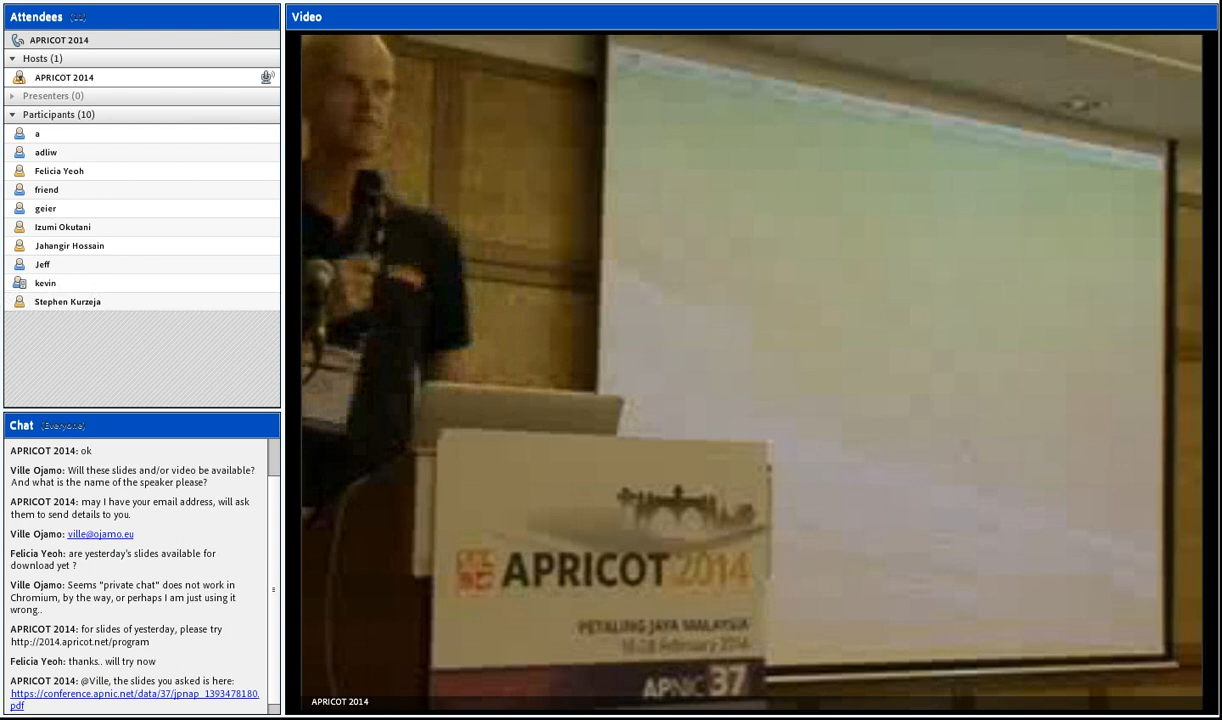 Attendees
APRICOT 2014
Hosts (1)
APRICOT 2014
Presenters (0)
Participants (10)
a
adliw
Felicia Yeoh
friend
geier
Izumi Okutani
Jahangir Hossain
Jeff
kevin
Stephen Kurzeja
Chat (Everyone)
APRICOT 2014: ok
Ville Ojamo: Will these slides and/or video be available?
And what is the name of the speaker please?
APRICOT 2014: may I have your email address, will ask
them to send details to you.
Ville Ojamo: ville@ojamo.eu
Felicia Yeoh: are yesterday's slides available for
download yet ?
Ville Ojamo: Seems "private chat" does not work in
Chromium, by the way, or perhaps I am just using it
wrong..
APRICOT 2014: for slides of yesterday, please try
http://2014.apricot.net/program
Felicia Yeoh: thanks.. will try now
APRICOT 2014: @Ville, the slides you asked is here:
https://conference.apnic.net/data/37/jpnap_1393478180.
pdf
Video
APRICOT 2014
PETALING JAYA MALAYSIA
February 2014
APNIC 37
APRICOT 2014